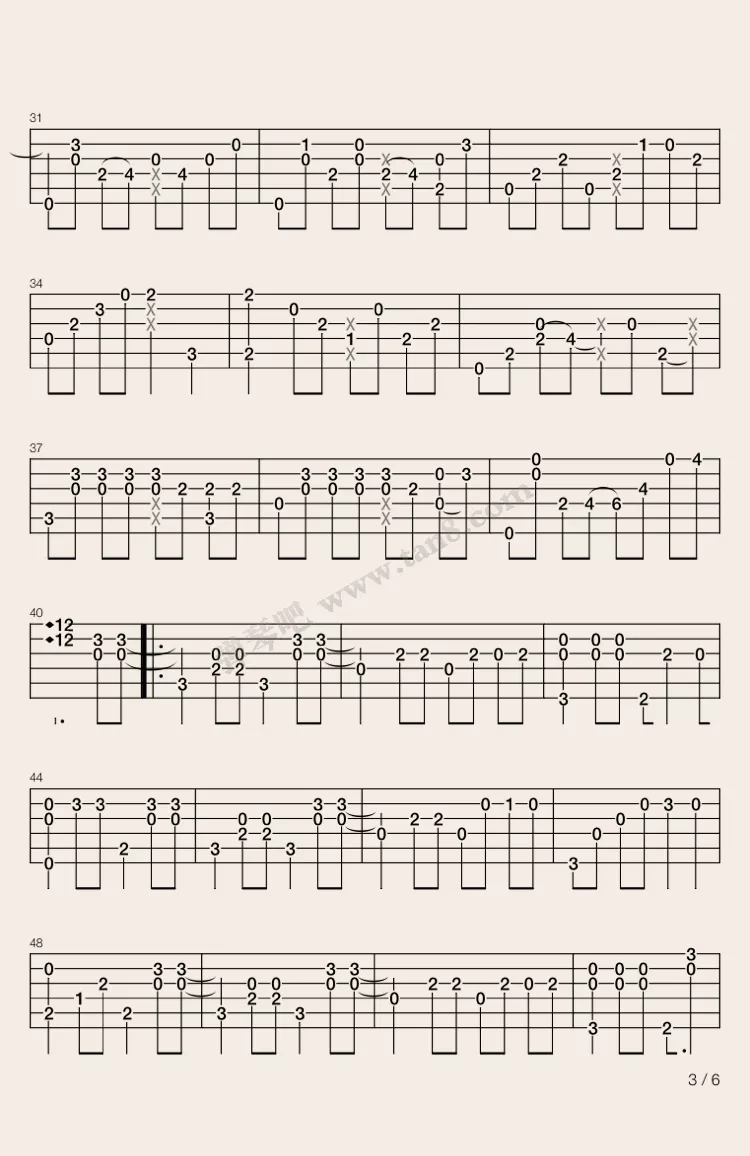 31
3 0 1 0 3 1 0
0 0 0 0 X 0 2 X 2
2 4 X 4 2 2 4 2 2
X X 2 0 0 X
0 0
34
0 2 2
3 X 0 0
2 X 2 X 2 0 X 0 X
0 1 2 2 4 X
3 2 X 2 X 2
0
37
0 0 4
3 3 3 3 3 3 3 3 0 3 0
0 0 0 0 2 2 2 0 0 0 0 2 4
X 0 X 0 2 4 6
3 X 3 X
0
弹琴吧 www.tan8.com
40
12
12 3 3 3 3 0 0 0
0 0 0 0 0 0 2 2 2 0 2 0 0 0 2 0
2 2 0 0
3 3
3 2
44
0 3 3 3 3 3 3 0 1 0 0 3 0
0 0 0 0 0 0 0 2 2 0
2 2 0 0 0
2 3 3
0 3
48
3
0 3 3 3 3 0 0 0 0
2 0 0 0 0 0 0 2 2 2 0 2 0 0 0
1 2 2 0 0
2 2 3 3
3 2
3 / 6